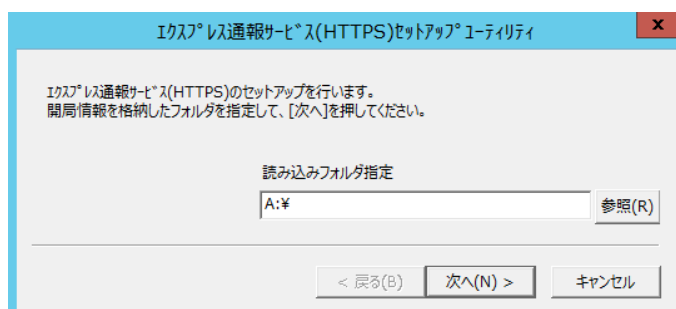 ｴｸｽﾌﾟﾚｽ通報ｻｰﾋﾞｽ(HTTPS)ｾｯﾄｱｯﾌﾟﾕｰﾃｨﾘﾃｨ
x
ｴｸｽﾌﾟﾚｽ通報ｻｰﾋﾞｽ(HTTPS)のセットアップを行います。
開局情報を格納したフォルダを指定して、[次へ]を押してください。
読み込みフォルダ指定
A:¥
参照(R)
< 戻る(B)
次へ(N) >
キャンセル